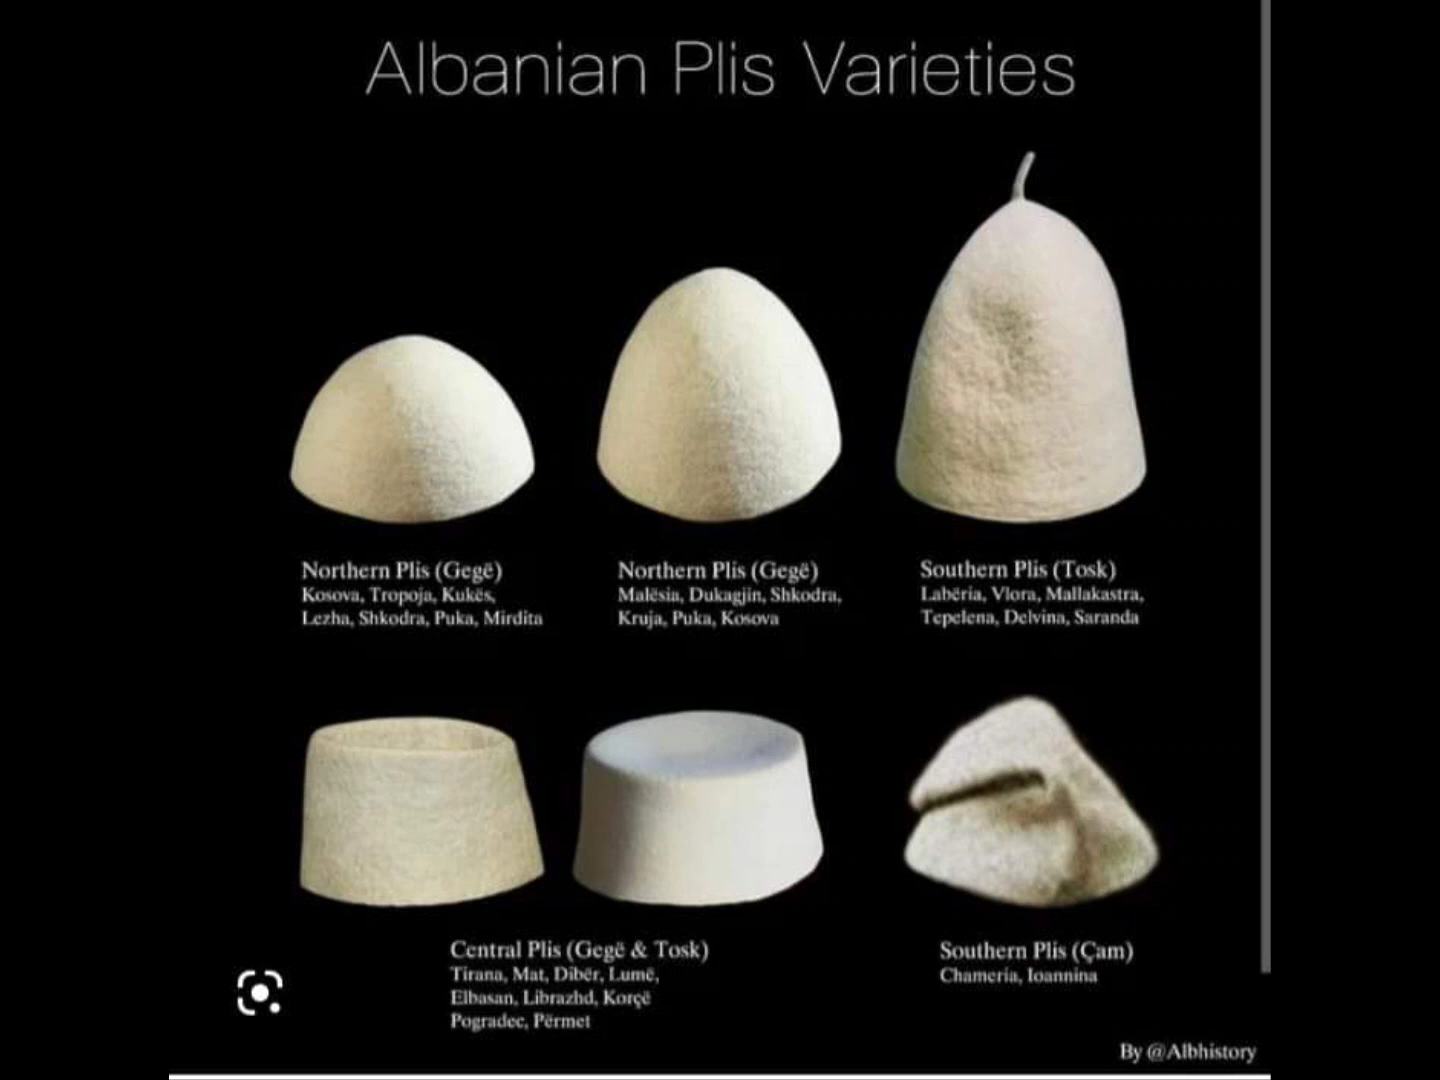 Albanian Plis Varieties
Northern Plis (Gegë)
Kosova, Tropoja, Kukës,
Lezha, Shkodra, Puka, Mirdita
Northern Plis (Gegë)
Malësia, Dukagjin, Shkodra,
Kruja, Puka, Kosova
Southern Plis (Tosk)
Labëria, Vlora, Mallakastra,
Tepelena, Delvina, Saranda
Central Plis (Gegë & Tosk)
Tirana, Mat, Dibër, Lumë,
Elbasan, Librazhd, Korçë
Pogradec, Përmet
Southern Plis (Çam)
Chameria, Ioannina
By @Albhistory